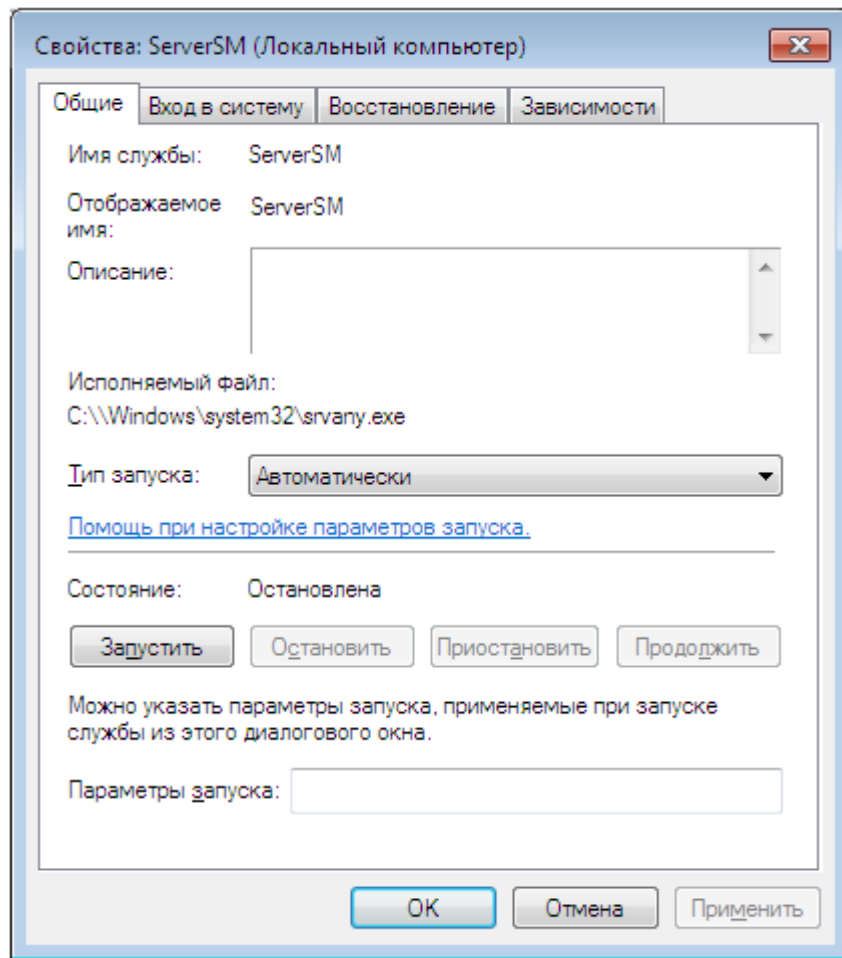 Свойства: ServerSM (Локальный компьютер)
Общие Вход в систему Восстановление Зависимости
Имя службы: ServerSM
Отображаемое имя: ServerSM
Описание:
Исполняемый файл:
C:\\Windows\system32\srvany.exe
Тип запуска: Автоматически
Помощь при настройке параметров запуска.
Состояние: Остановлена
Запустить Остановить Приостановить Продолжить
Можно указать параметры запуска, применяемые при запуске
службы из этого диалогового окна.
Параметры запуска:
OK Отмена Применить